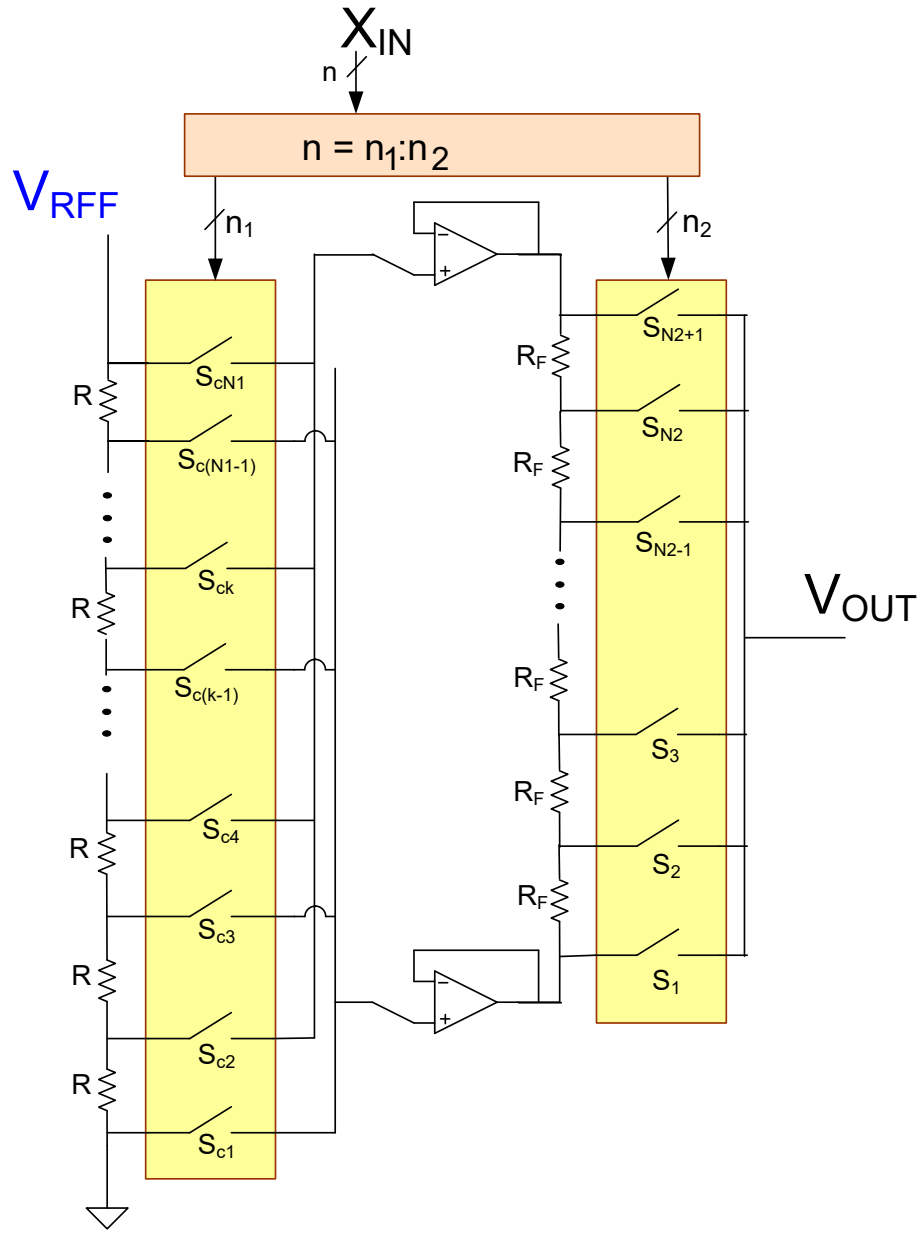 X_IN
n
n = n₁:n₂
V_RFF
n₁
n₂
S_cN1
R
S_c(N1-1)
S_ck
R
S_c(k-1)
S_c4
R
S_c3
R
S_c2
R
S_c1
−
+
−
+
S_N2+1
R_F
S_N2
R_F
S_N2-1
R_F
S_3
R_F
S_2
R_F
S_1
V_OUT